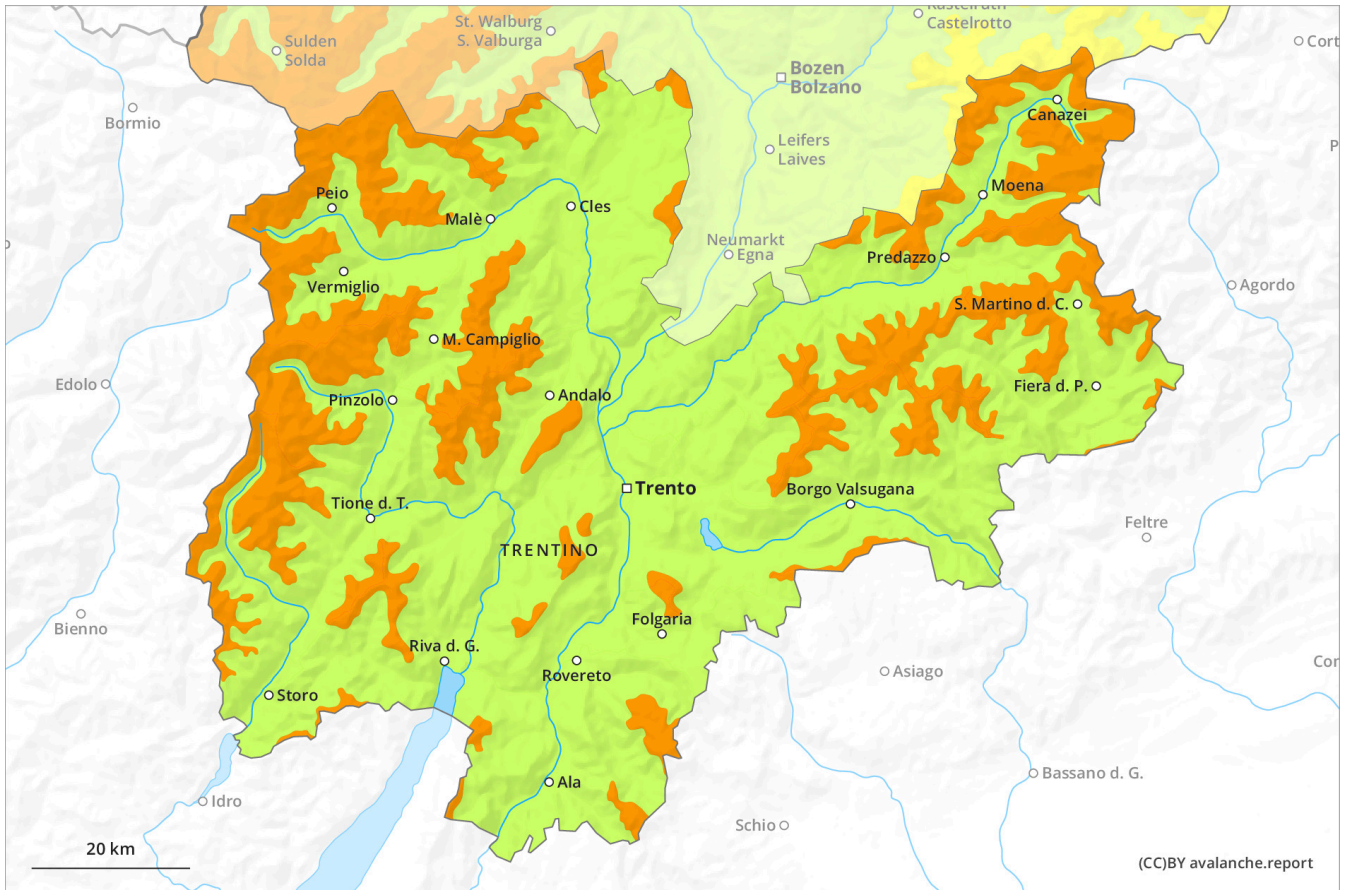 Kastelruth
Castelrotto
St. Walburg
S. Valburga
Sulden
Solda
Cort
Bozen
Bolzano
Bormio
Canazei
Leifers
Laives
P
Moena
Peio
Malè
Cles
Neumarkt
Egna
Predazzo
Vermiglio
Agordo
S. Martino d. C.
M. Campiglio
Edolo
Fiera d. P.
Andalo
Pinzolo
Trento
Borgo Valsugana
Tione d. T.
Feltre
TRENTINO
Bienno
Folgaria
Riva d. G.
Cor
Asiago
Rovereto
Storo
Bassano d. G.
Ala
Idro
Schio
20 km
(CC)BY avalanche.report